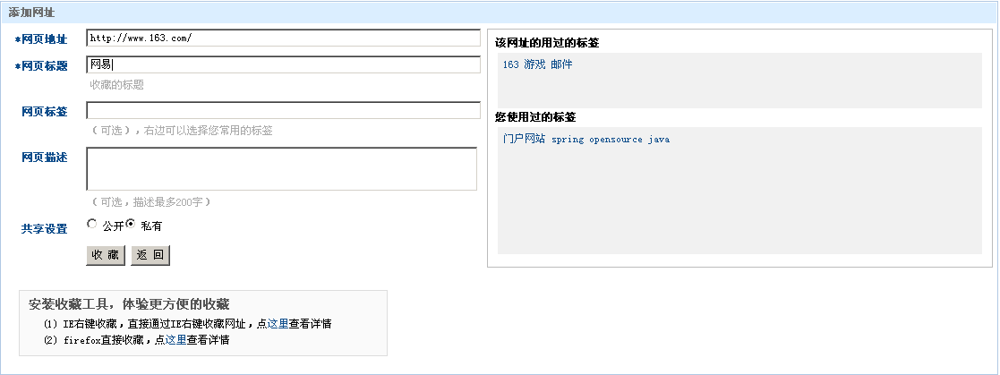 添加网址
*网页地址
http://www.163.com/
*网页标题
网易
收藏的标题
网页标签
（可选），右边可以选择您常用的标签
网页描述
（可选，描述最多200字）
共享设置
公开 私有
收 藏 返 回
该网址的用过的标签
163 游戏 邮件
您使用过的标签
门户网站 spring opensource java
安装收藏工具，体验更方便的收藏
(1) IE右键收藏，直接通过IE右键收藏网址，点这里查看详情
(2) firefox直接收藏，点这里查看详情